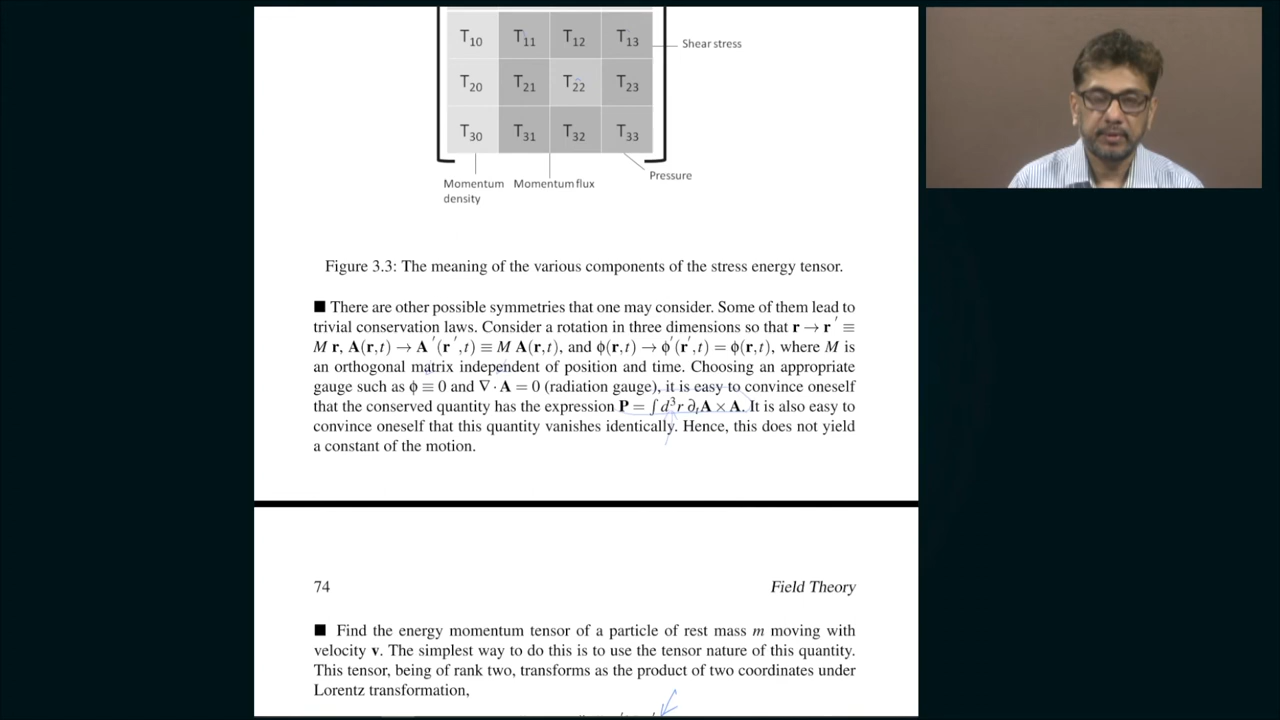 T10 T11 T12 T13
Shear stress
T20 T21 T22 T23
T30 T31 T32 T33
Pressure
Momentum density
Momentum flux
Figure 3.3: The meaning of the various components of the stress energy tensor.
■ There are other possible symmetries that one may consider. Some of them lead to
trivial conservation laws. Consider a rotation in three dimensions so that r → r′ ≡
M r, A(r,t) → A′(r′,t) ≡ M A(r,t), and ϕ(r,t) → ϕ′(r′,t) = ϕ(r,t), where M is
an orthogonal matrix independent of position and time. Choosing an appropriate
gauge such as ϕ ≡ 0 and ∇ · A = 0 (radiation gauge), it is easy to convince oneself
that the conserved quantity has the expression P = ∫ d³r ∂tA × A. It is also easy to
convince oneself that this quantity vanishes identically. Hence, this does not yield
a constant of the motion.
74 Field Theory
■ Find the energy momentum tensor of a particle of rest mass m moving with
velocity v. The simplest way to do this is to use the tensor nature of this quantity.
This tensor, being of rank two, transforms as the product of two coordinates under
Lorentz transformation,